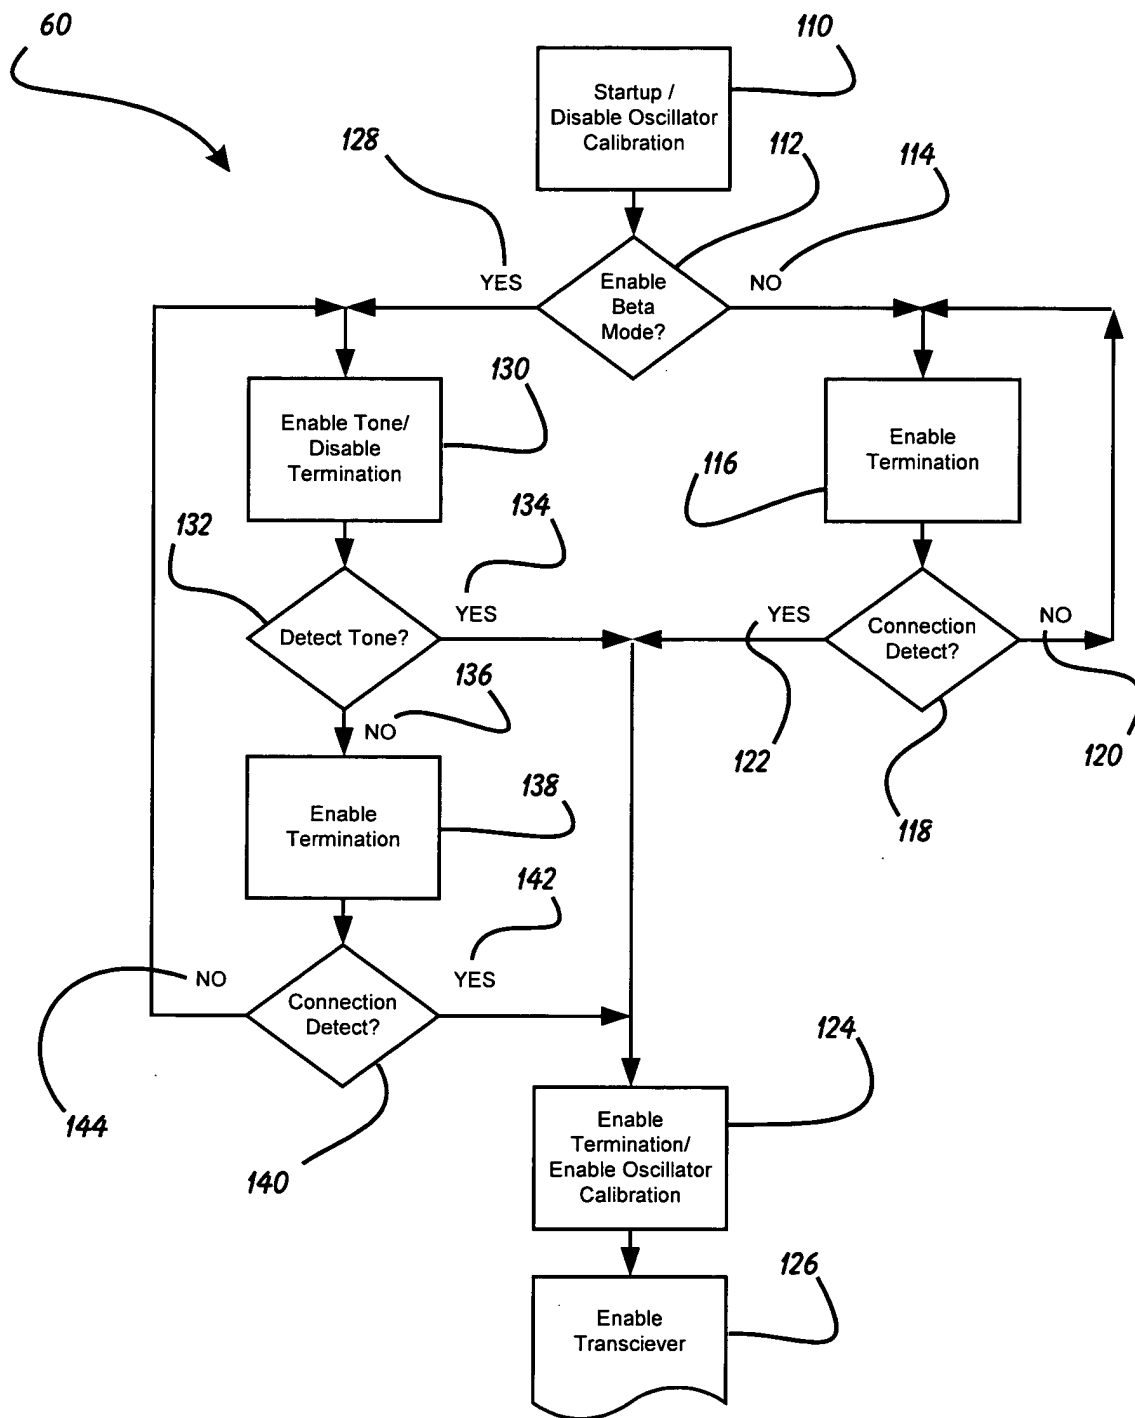 60
110
Startup /
Disable Oscillator
Calibration
128
112
114
YES
Enable
Beta
Mode?
NO
130
Enable Tone/
Disable
Termination
116
Enable
Termination
132
134
YES
Detect Tone?
YES
Connection
Detect?
NO
136
NO
122
120
118
138
Enable
Termination
142
NO
YES
Connection
Detect?
144
140
124
Enable
Termination/
Enable Oscillator
Calibration
126
Enable
Transciever